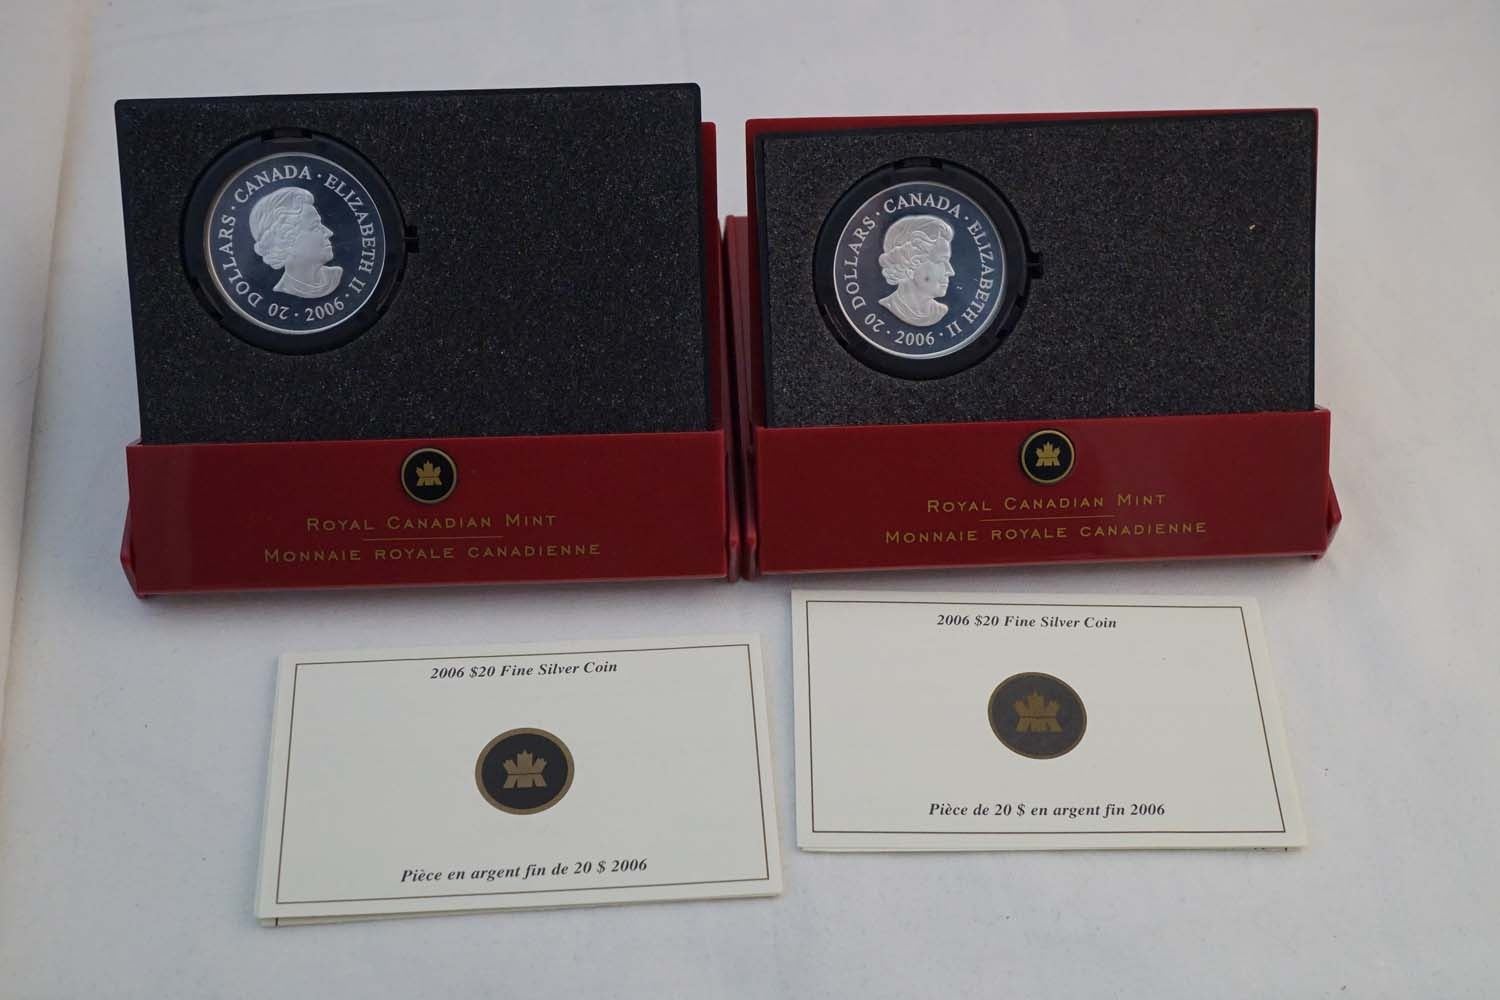 20 DOLLARS · CANADA · ELIZABETH II · 2006 ·
20 DOLLARS · CANADA · ELIZABETH II · 2006 ·
ROYAL CANADIAN MINT
MONNAIE ROYALE CANADIENNE
ROYAL CANADIAN MINT
MONNAIE ROYALE CANADIENNE
2006 $20 Fine Silver Coin
Pièce en argent fin de 20 $ 2006
2006 $20 Fine Silver Coin
Pièce de 20 $ en argent fin 2006